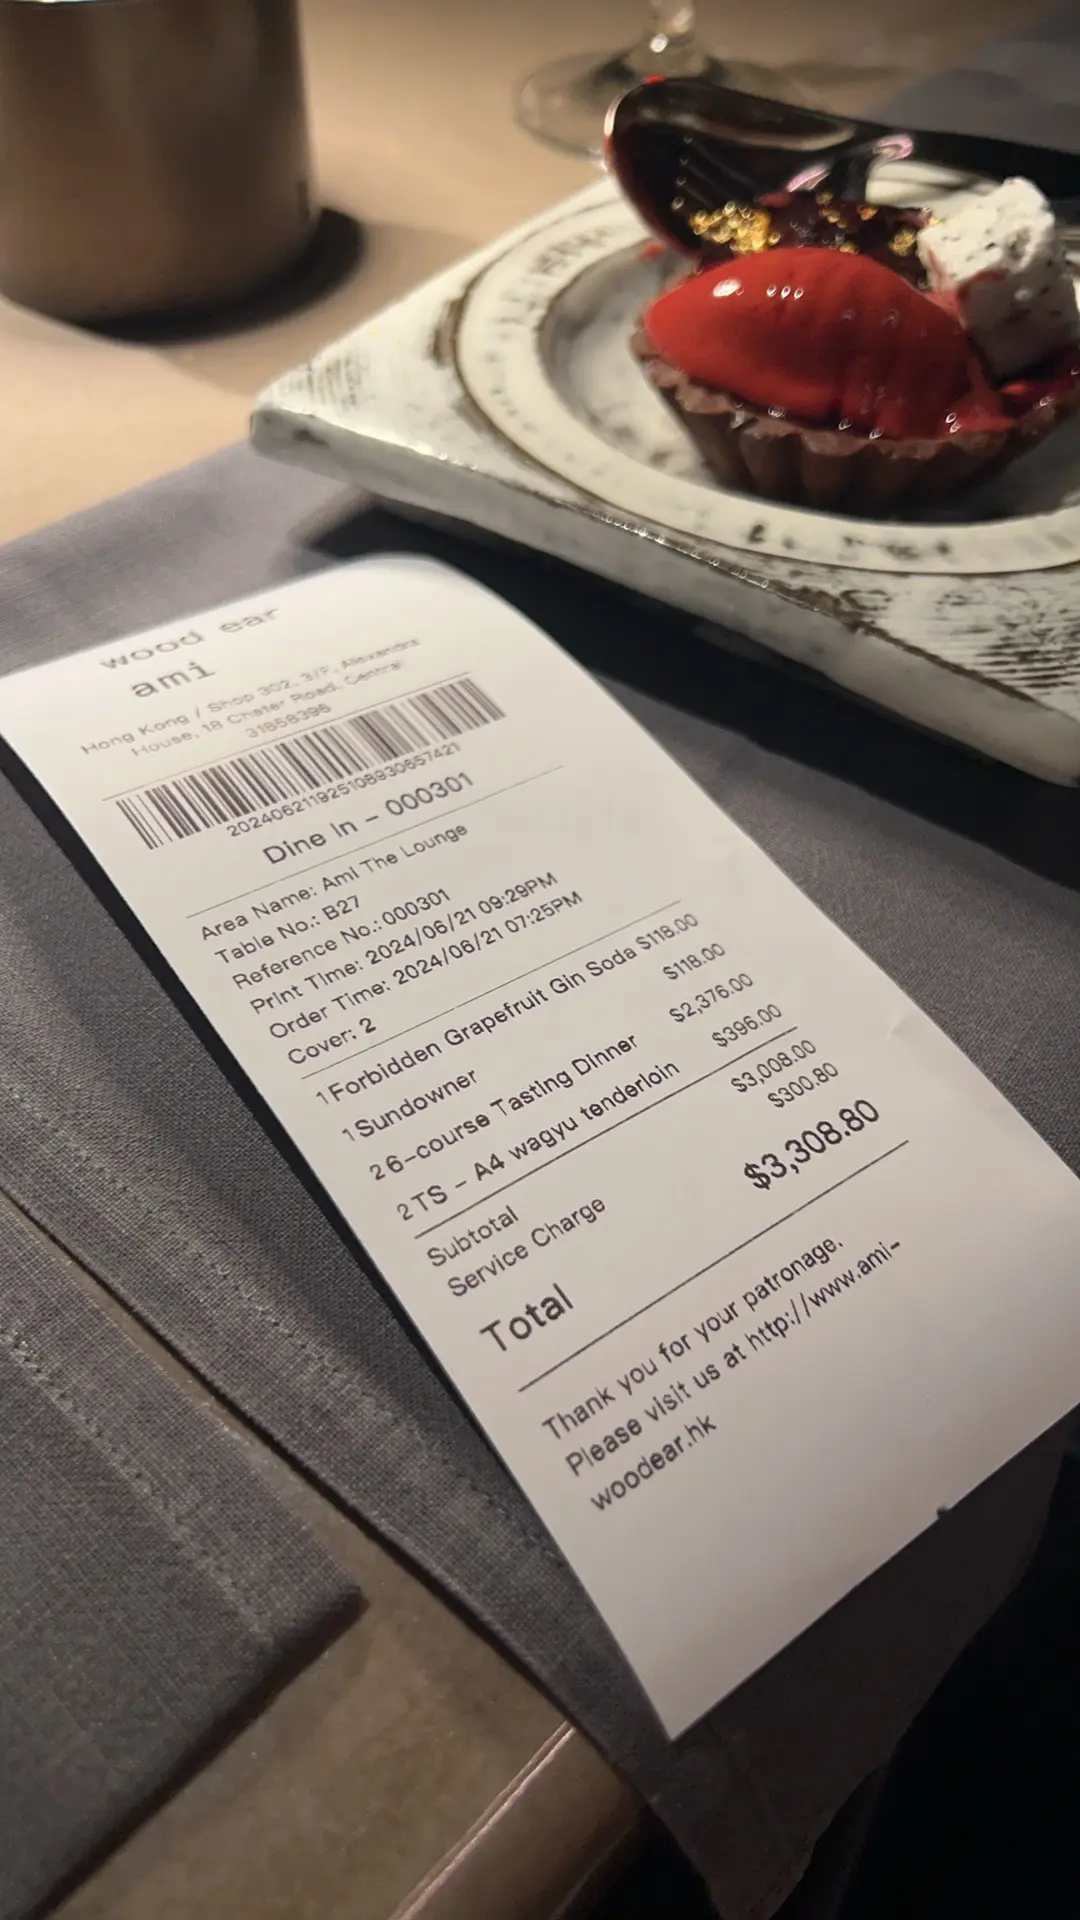 wood ear
ami
Hong Kong / Shop 302, 3/F, Alexandra
House, 18 Chater Road, Central
31858396
202406211925108930657421
Dine In - 000301
Area Name: Ami The Lounge
Table No.: B27
Reference No.: 000301
Print Time: 2024/06/21 09:29PM
Order Time: 2024/06/21 07:25PM
Cover: 2
1 Forbidden Grapefruit Gin Soda $118.00
1 Sundowner $118.00
2 6-course Tasting Dinner $2,376.00
2 TS - A4 wagyu tenderloin $396.00
Subtotal $3,008.00
Service Charge $300.80
Total $3,308.80
Thank you for your patronage.
Please visit us at http://www.ami-
woodear.hk